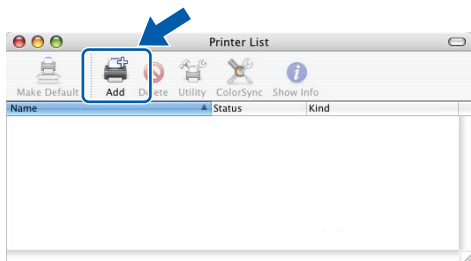 Printer List
Make Default Add Delete Utility ColorSync Show Info
Name Status Kind